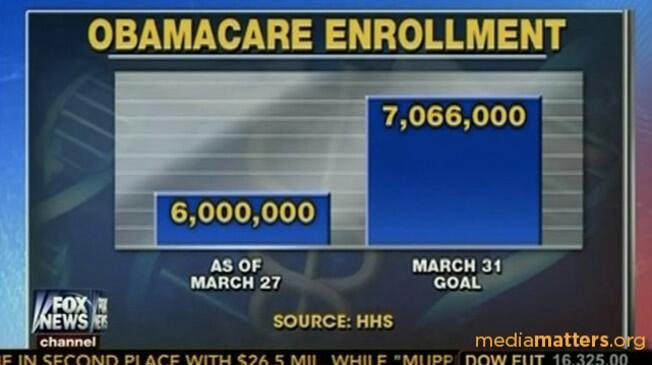 OBAMACARE ENROLLMENT
7,066,000
6,000,000
AS OF
MARCH 27
MARCH 31
GOAL
SOURCE: HHS
FOX
NEWS
channel
mediamatters.org
IN SECOND PLACE WITH $26.5 MIL WHILE "MUPP
DOW FUT 16,325.00